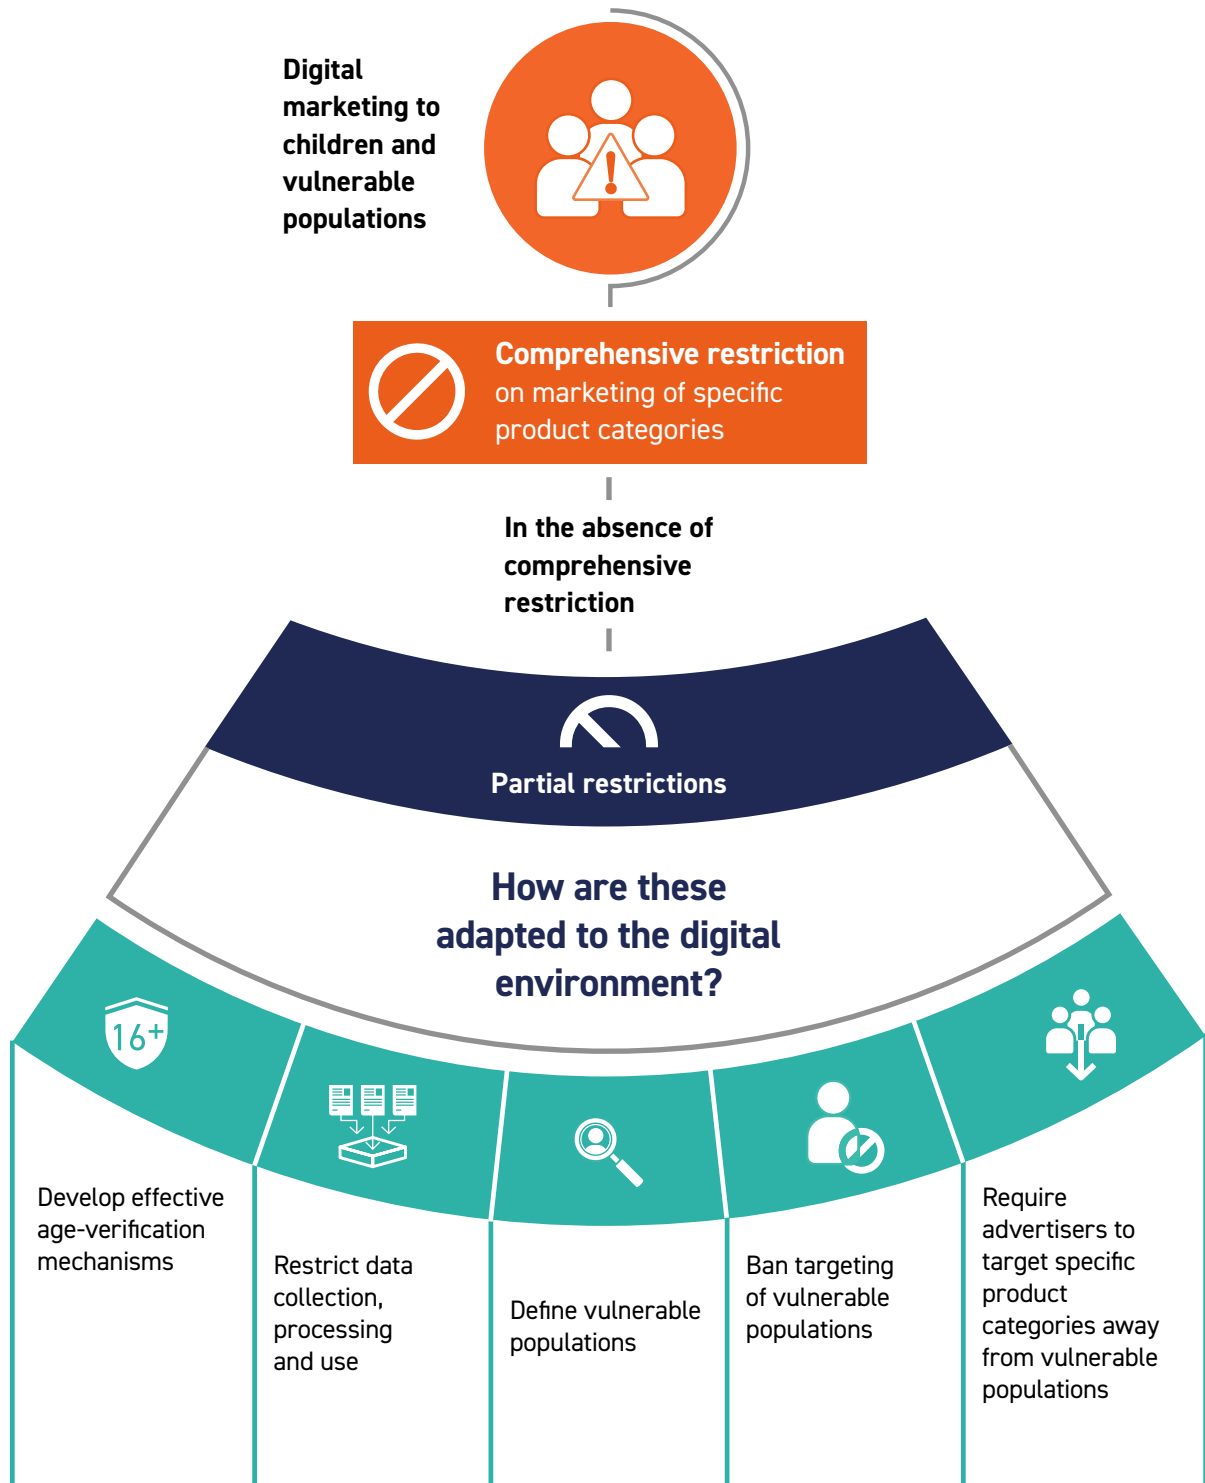 Digital
marketing to
children and
vulnerable
populations
Comprehensive restriction
on marketing of specific
product categories
In the absence of
comprehensive
restriction
Partial restrictions
How are these
adapted to the digital
environment?
16+
Develop effective
age-verification
mechanisms
Restrict data
collection,
processing
and use
Define vulnerable
populations
Ban targeting
of vulnerable
populations
Require
advertisers to
target specific
product
categories away
from vulnerable
populations